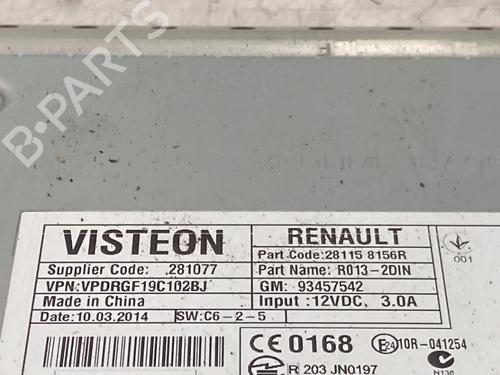 B-PARTS
VISTEON
RENAULT
Part Code:28115 8156R
Supplier Code: 281077
Part Name: R013-2DIN
VPN:VPDRGF19C102BJ
GM: 93457542
Made in China
Input :12VDC, 3.0A
Date:10.03.2014 SW:C6-2-5
001
CE 0168
E24 10R-041254
R 203 JN0197
N136